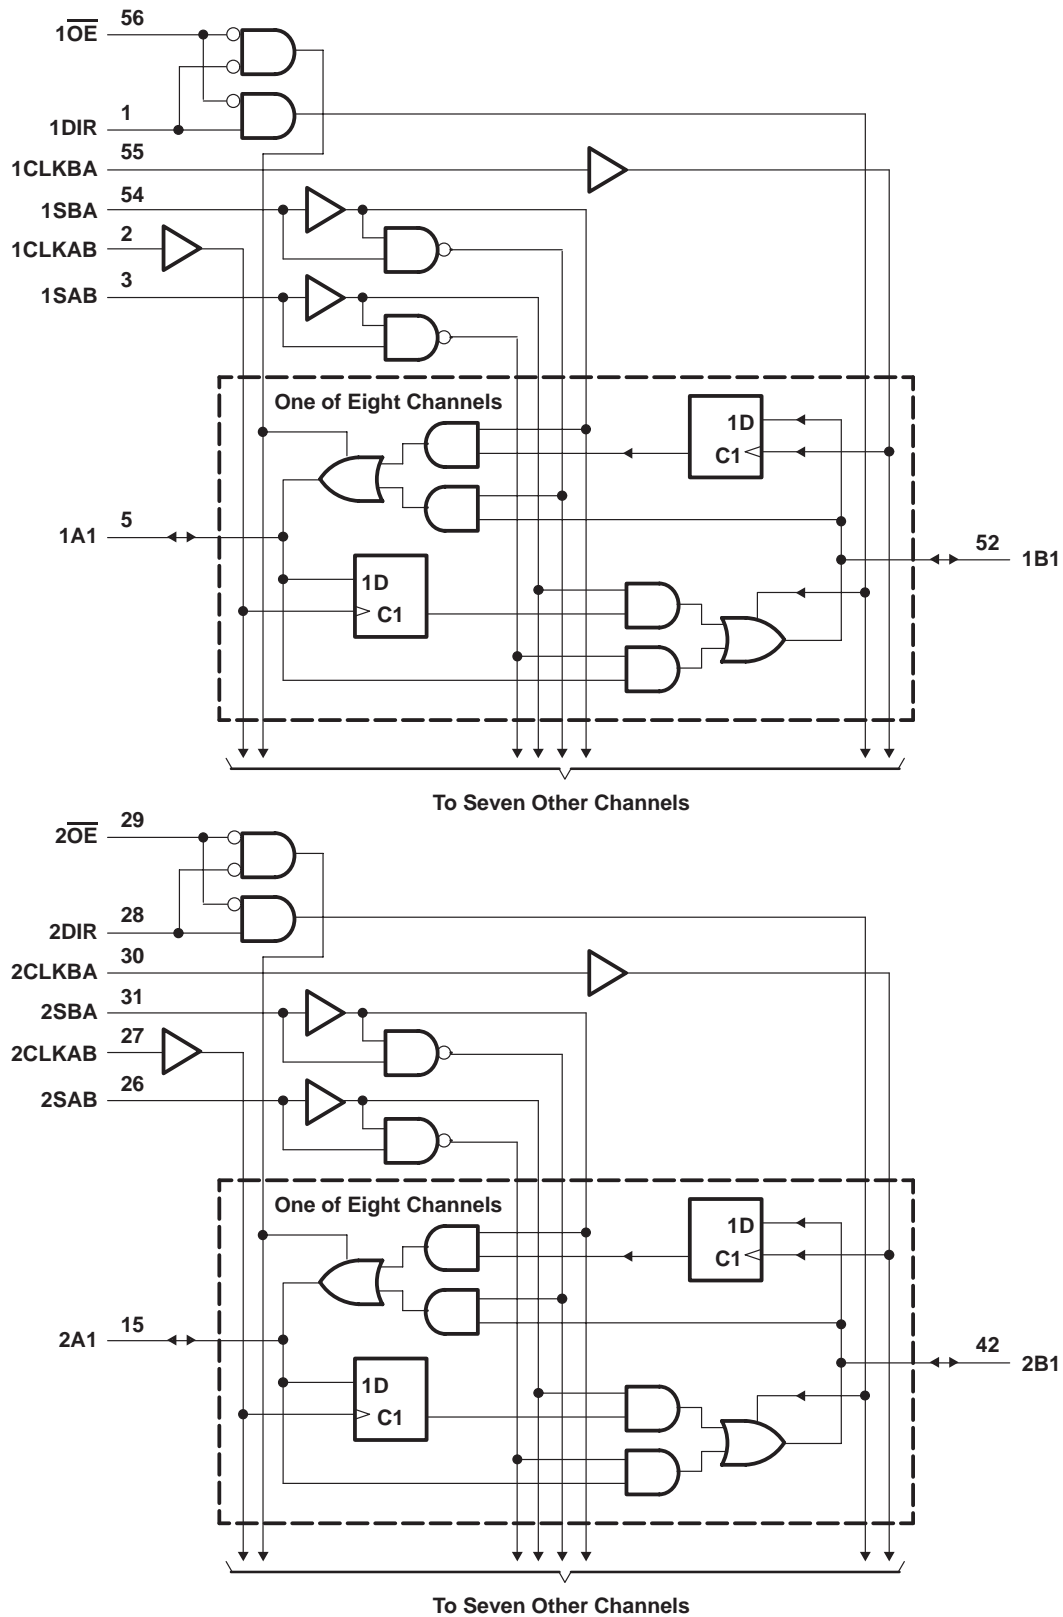 1O̅E̅ 56
1DIR 1
1CLKBA 55
1SBA 54
1CLKAB 2
1SAB 3
One of Eight Channels
1D
C1
1A1 5
52 1B1
1D
C1
To Seven Other Channels
2O̅E̅ 29
2DIR 28
2CLKBA 30
2SBA 31
2CLKAB 27
2SAB 26
One of Eight Channels
1D
C1
2A1 15
42 2B1
1D
C1
To Seven Other Channels